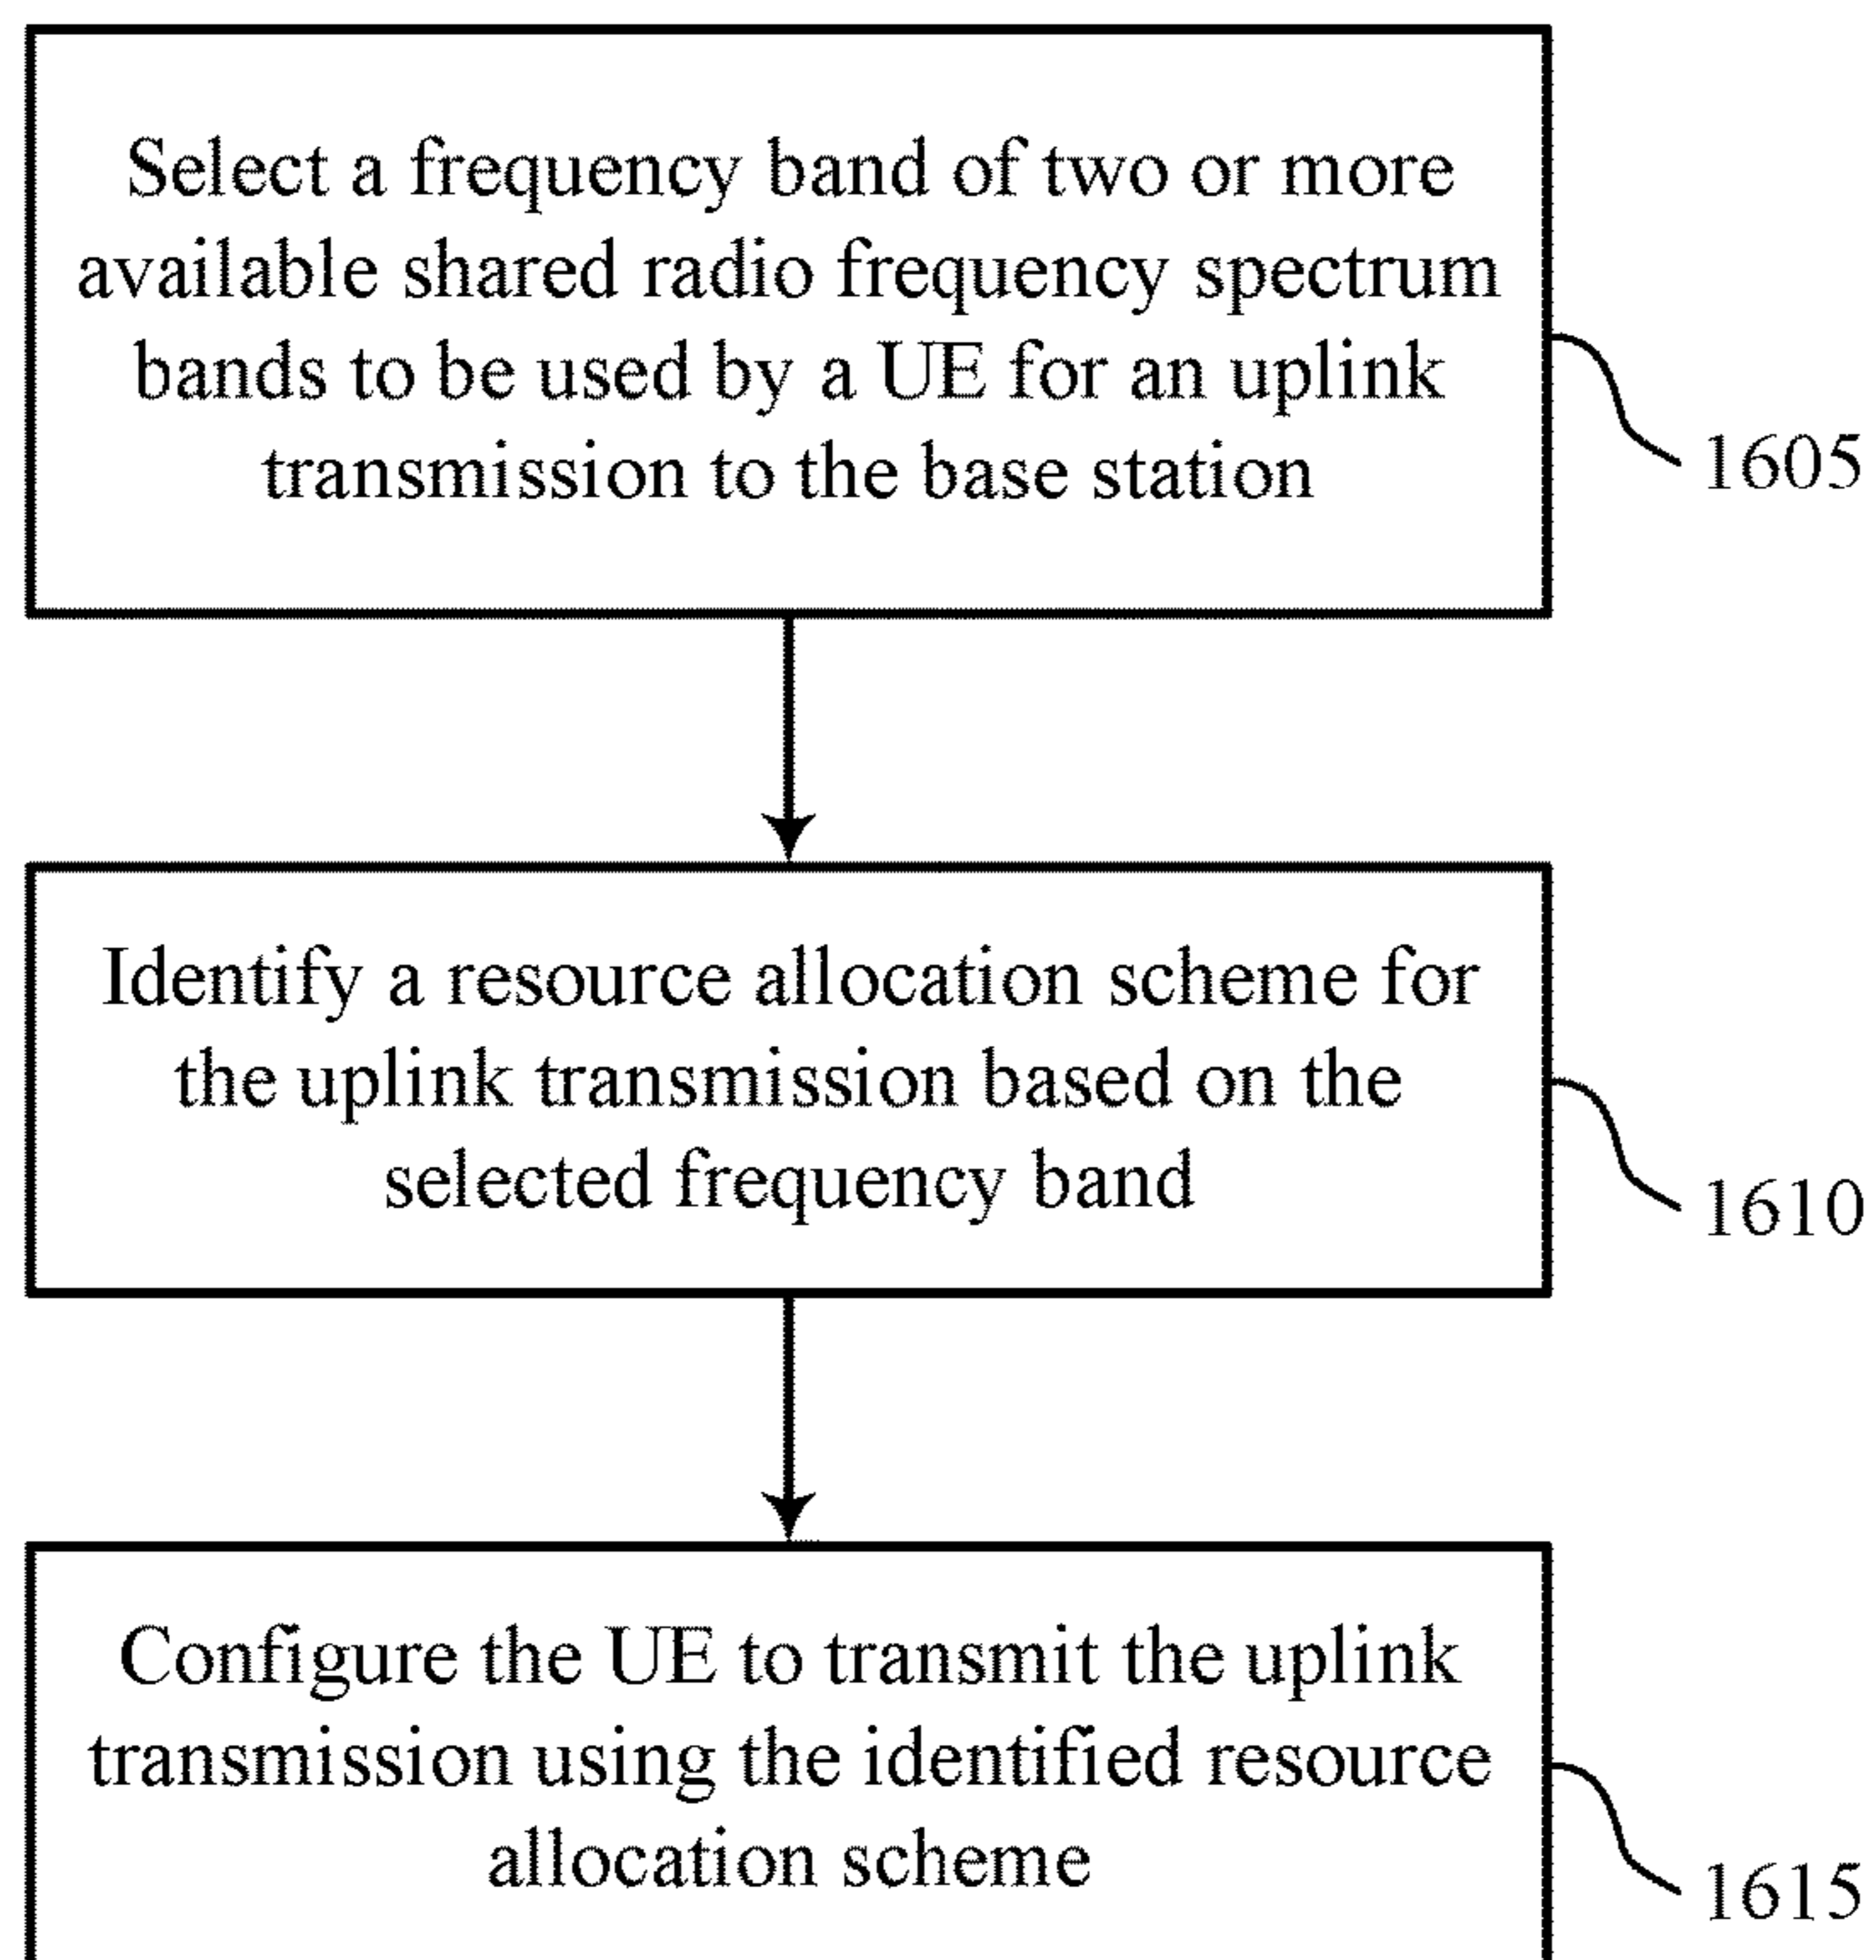 Select a frequency band of two or more
available shared radio frequency spectrum
bands to be used by a UE for an uplink
transmission to the base station
1605
Identify a resource allocation scheme for
the uplink transmission based on the
selected frequency band
1610
Configure the UE to transmit the uplink
transmission using the identified resource
allocation scheme
1615